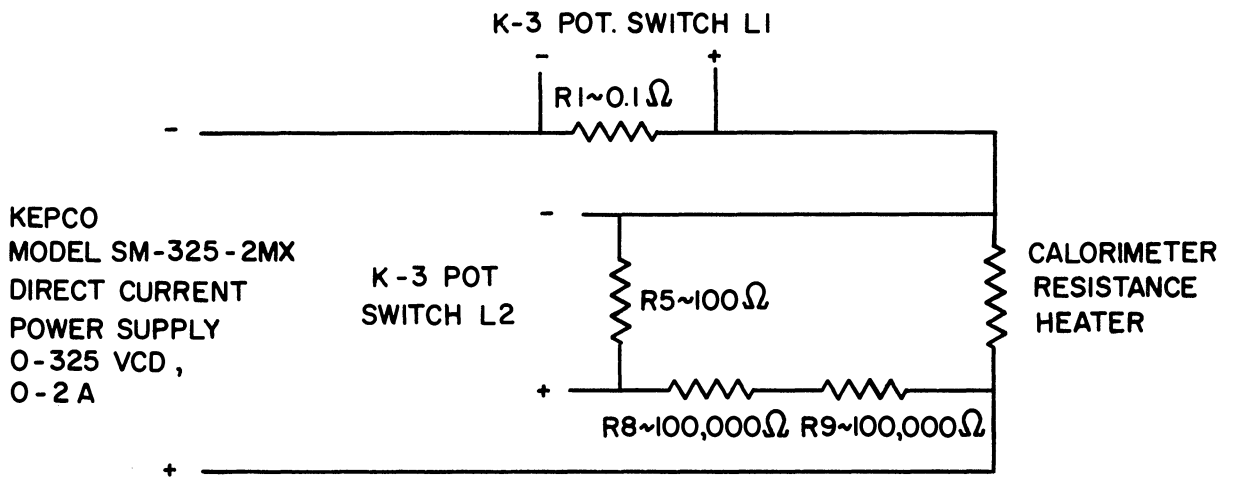 K-3 POT. SWITCH L1
- +
R1~0.1Ω
-
KEPCO
MODEL SM-325-2MX
DIRECT CURRENT
POWER SUPPLY
0-325 VCD,
0-2 A
-
K-3 POT
SWITCH L2
R5~100Ω
CALORIMETER
RESISTANCE
HEATER
+
R8~100,000Ω R9~100,000Ω
+